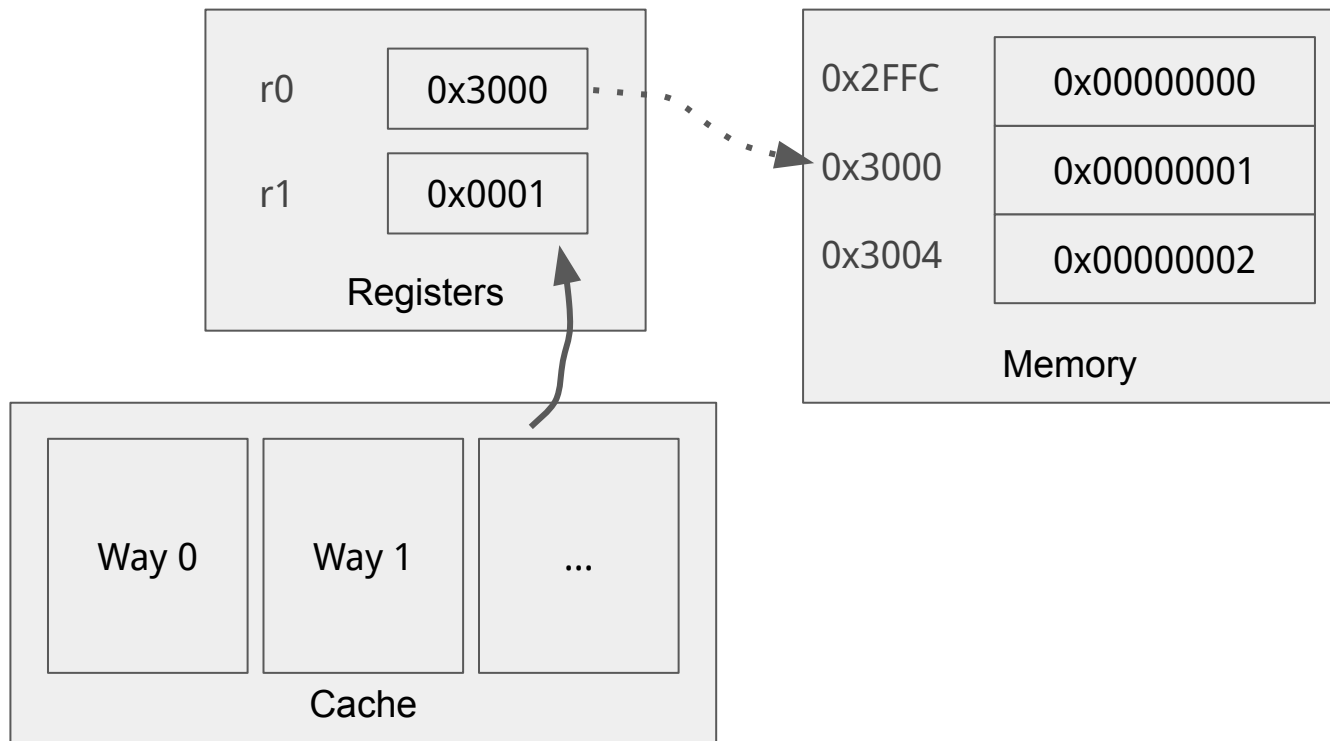 r0 0x3000
r1 0x0001
Registers
0x2FFC 0x00000000
0x3000 0x00000001
0x3004 0x00000002
Memory
Way 0 Way 1 ...
Cache